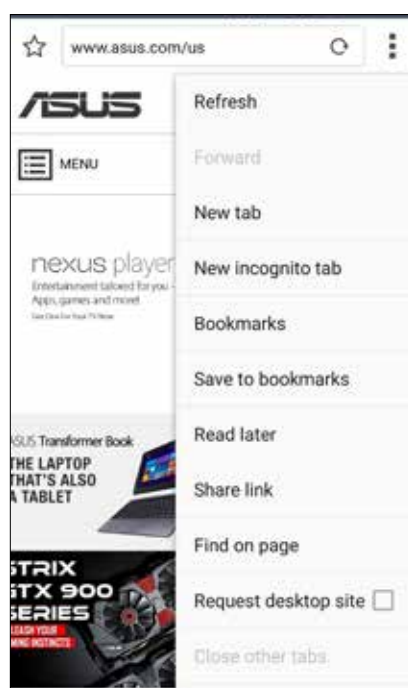 www.asus.com/us
ASUS
MENU
Refresh
Forward
New tab
New incognito tab
Bookmarks
Save to bookmarks
Read later
Share link
Find on page
Request desktop site
Close other tabs
nexus player
Entertainment tailored for you -
Apps, games and more!
ASUS Transformer Book
THE LAPTOP
THAT'S ALSO
A TABLET
STRIX
GTX 900
SERIES